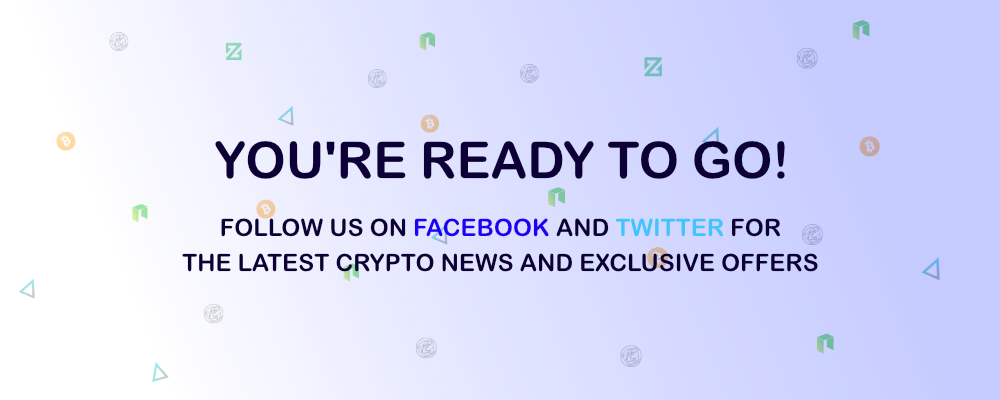 YOU'RE READY TO GO!
FOLLOW US ON FACEBOOK AND TWITTER FOR
THE LATEST CRYPTO NEWS AND EXCLUSIVE OFFERS